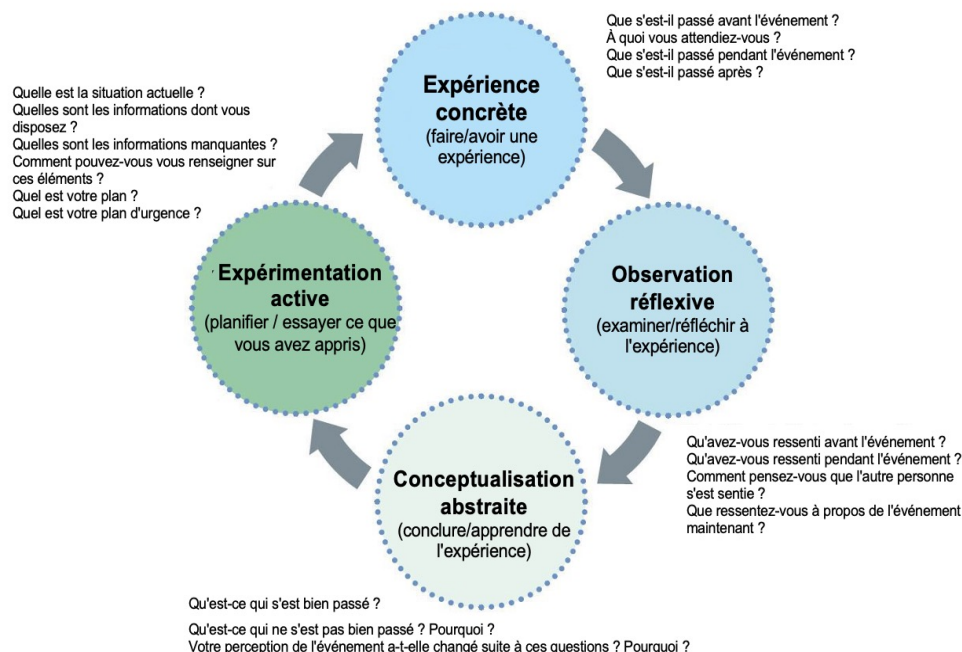 Que s'est-il passé avant l'événement ?
À quoi vous attendiez-vous ?
Que s'est-il passé pendant l'événement ?
Que s'est-il passé après ?
Expérience
concrète
(faire/avoir une
expérience)
Observation
réflexive
(examiner/réfléchir à
l'expérience)
Qu'avez-vous ressenti avant l'événement ?
Qu'avez-vous ressenti pendant l'événement ?
Comment pensez-vous que l'autre personne
s'est sentie ?
Que ressentez-vous à propos de l'événement
maintenant ?
Conceptualisation
abstraite
(conclure/apprendre de
l'expérience)
Qu'est-ce qui s'est bien passé ?
Qu'est-ce qui ne s'est pas bien passé ? Pourquoi ?
Votre perception de l'événement a-t-elle changé suite à ces questions ? Pourquoi ?
Expérimentation
active
(planifier / essayer ce que
vous avez appris)
Quelle est la situation actuelle ?
Quelles sont les informations dont vous
disposez ?
Quelles sont les informations manquantes ?
Comment pouvez-vous vous renseigner sur
ces éléments ?
Quel est votre plan ?
Quel est votre plan d'urgence ?